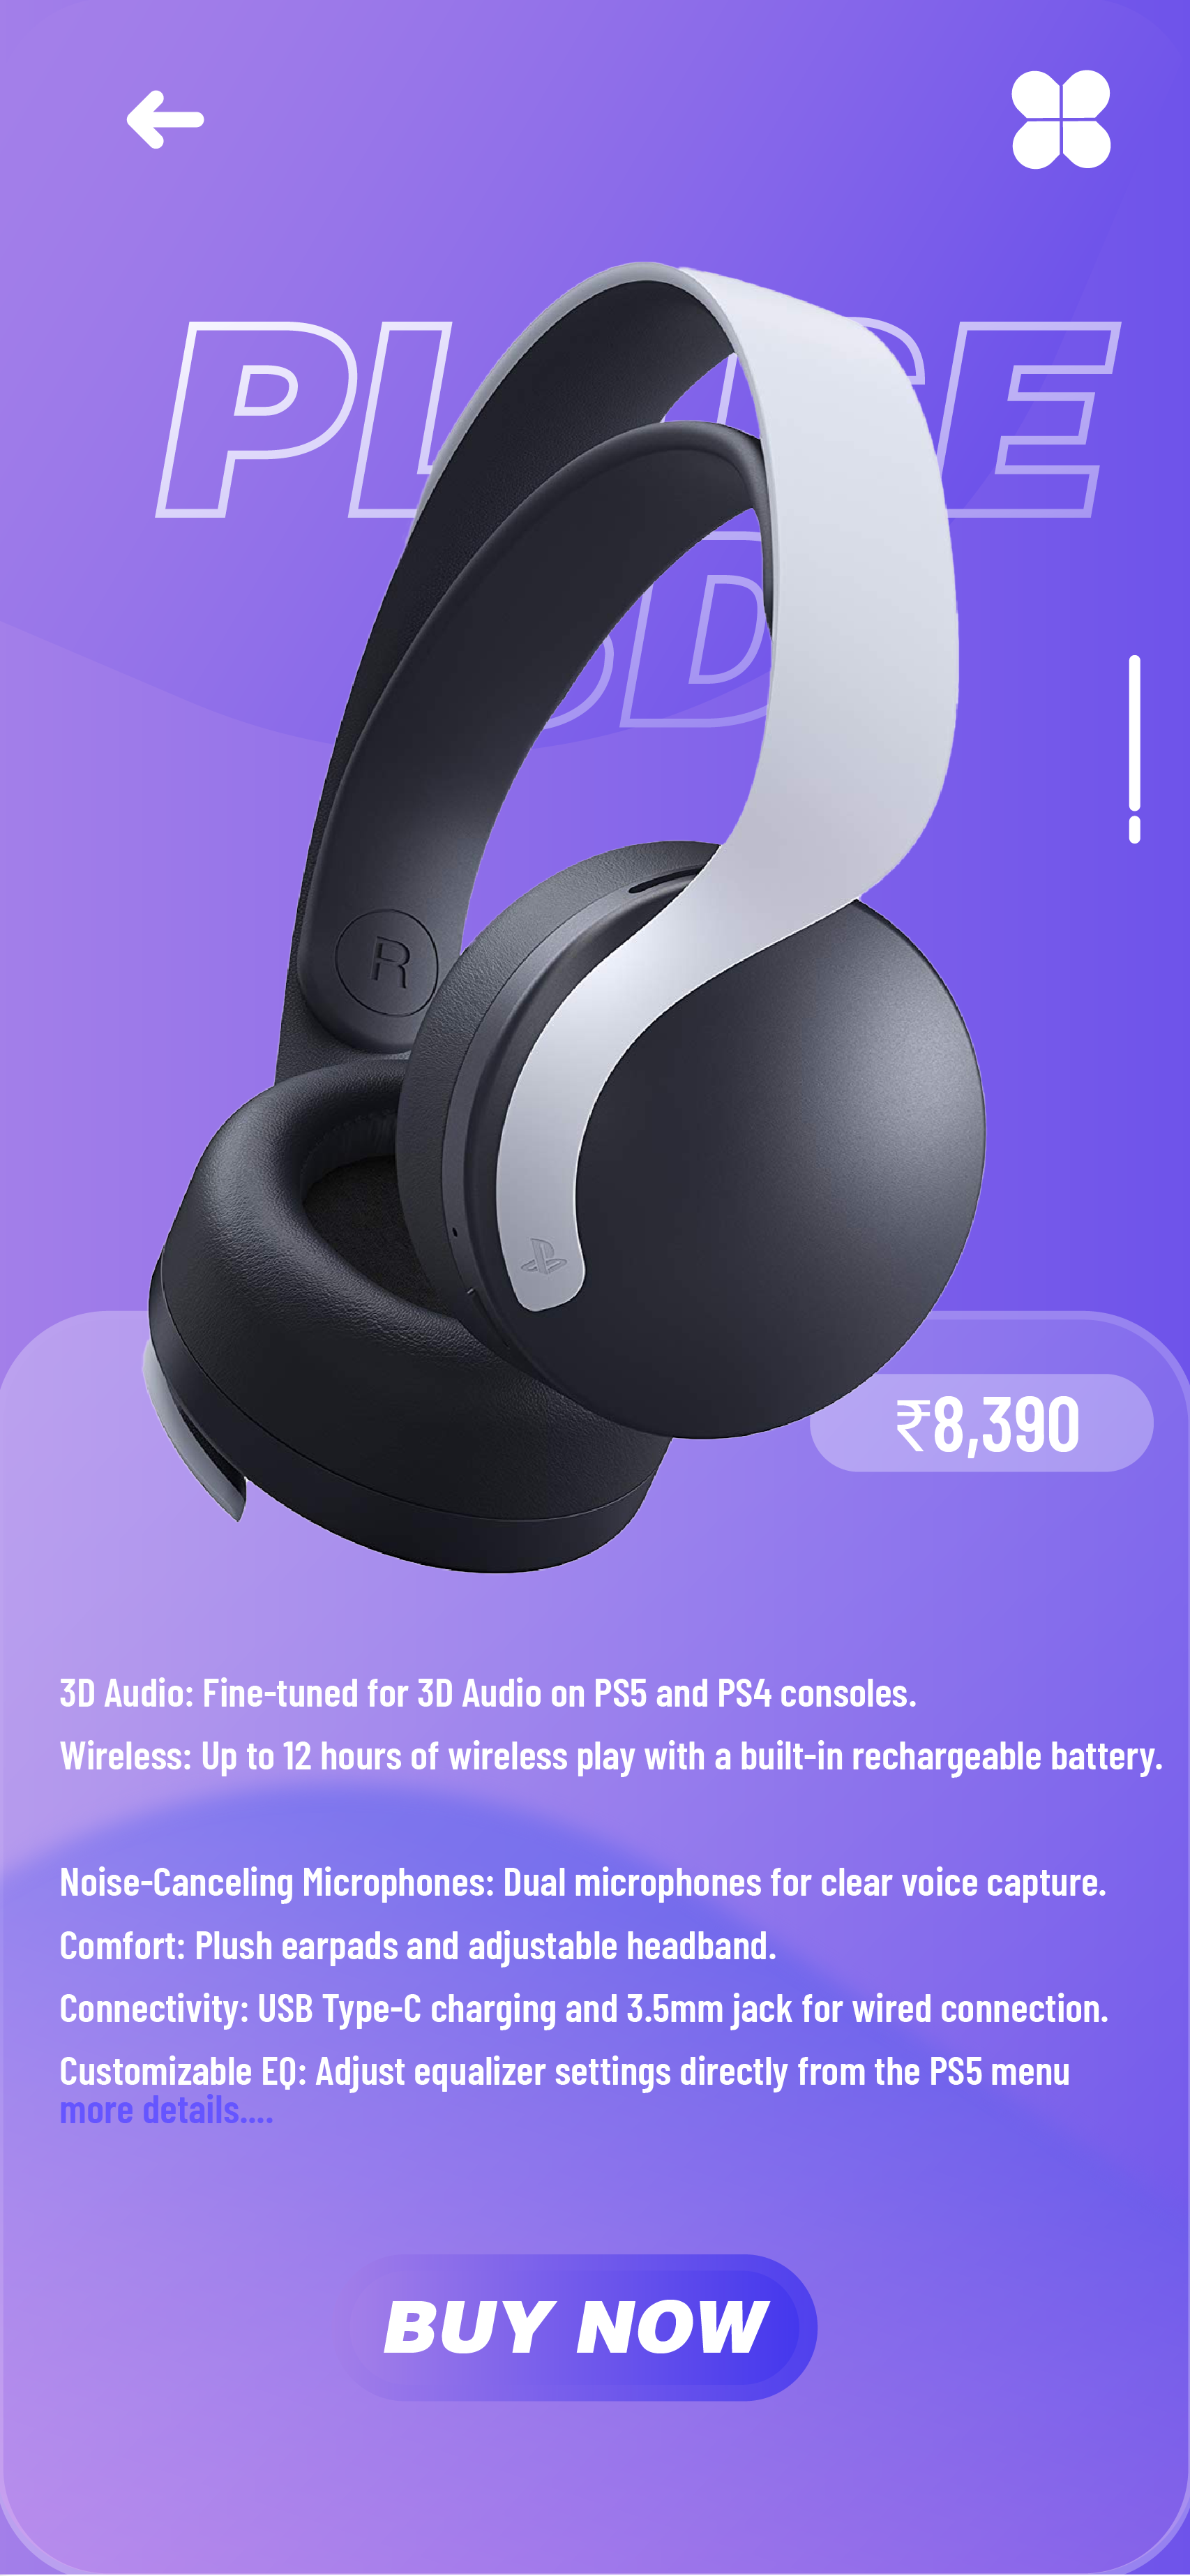 3D
R
₹8,390
3D Audio: Fine-tuned for 3D Audio on PS5 and PS4 consoles.
Wireless: Up to 12 hours of wireless play with a built-in rechargeable battery.
Noise-Canceling Microphones: Dual microphones for clear voice capture.
Comfort: Plush earpads and adjustable headband.
Connectivity: USB Type-C charging and 3.5mm jack for wired connection.
Customizable EQ: Adjust equalizer settings directly from the PS5 menu
more details....
BUY NOW